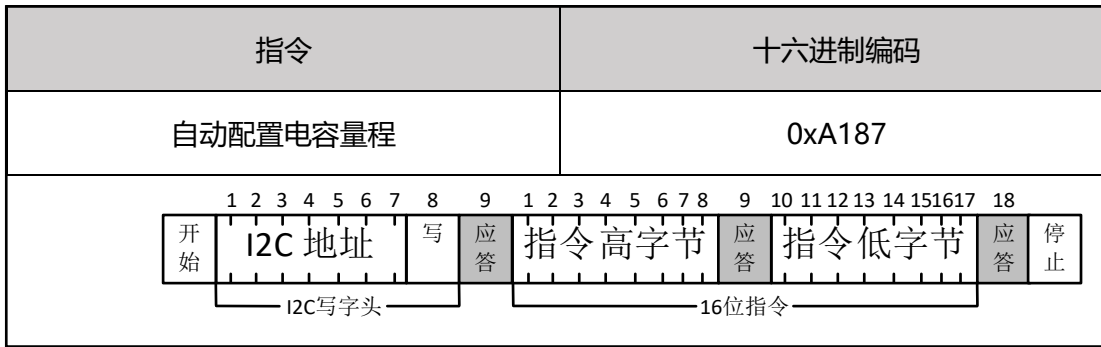 指令 十六进制编码
自动配置电容量程 0xA187
1 2 3 4 5 6 7 8 9 1 2 3 4 5 6 7 8 9 10 11 12 13 14 15 16 17 18
开始 I2C 地址 写 应答 指令高字节 应答 指令低字节 应答 停止
I2C写字头 16位指令